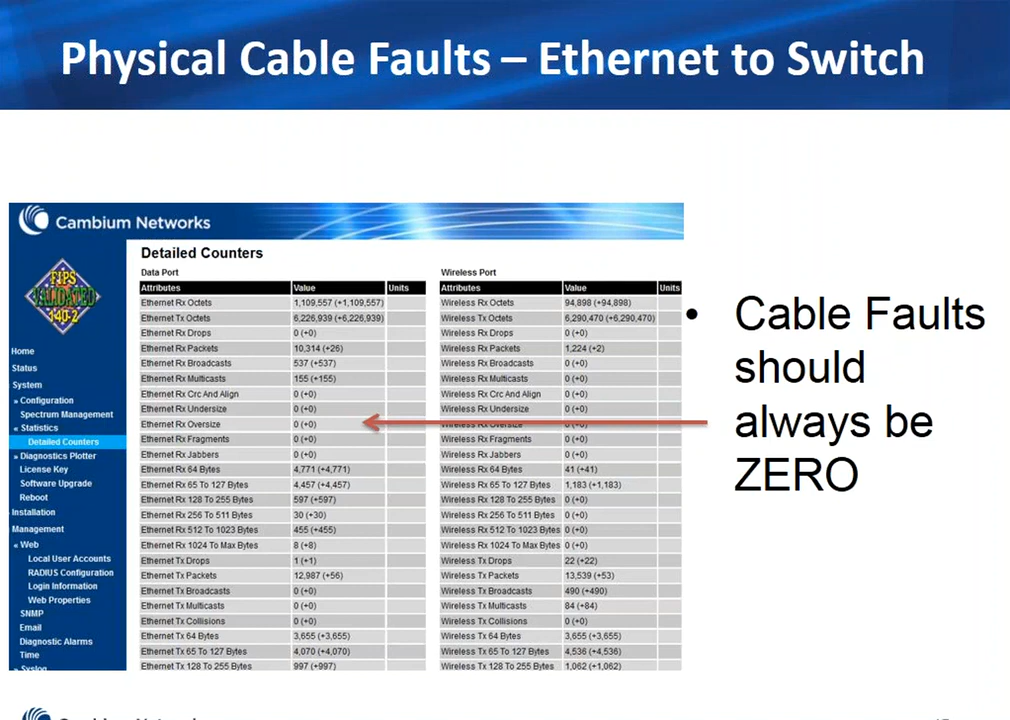 Physical Cable Faults – Ethernet to Switch
Cambium Networks
FIPS
VALIDATED
140-2
Home
Status
System
» Configuration
Spectrum Management
« Statistics
Detailed Counters
» Diagnostics Plotter
License Key
Software Upgrade
Reboot
Installation
Management
« Web
Local User Accounts
RADIUS Configuration
Login Information
Web Properties
SNMP
Email
Diagnostic Alarms
Time
» Syslog
Detailed Counters
Data Port
Attributes Value Units
Ethernet Rx Octets 1,109,557 (+1,109,557)
Ethernet Tx Octets 6,226,939 (+6,226,939)
Ethernet Rx Drops 0 (+0)
Ethernet Rx Packets 10,314 (+26)
Ethernet Rx Broadcasts 537 (+537)
Ethernet Rx Multicasts 155 (+155)
Ethernet Rx Crc And Align 0 (+0)
Ethernet Rx Undersize 0 (+0)
Ethernet Rx Oversize 0 (+0)
Ethernet Rx Fragments 0 (+0)
Ethernet Rx Jabbers 0 (+0)
Ethernet Rx 64 Bytes 4,771 (+4,771)
Ethernet Rx 65 To 127 Bytes 4,457 (+4,457)
Ethernet Rx 128 To 255 Bytes 597 (+597)
Ethernet Rx 256 To 511 Bytes 30 (+30)
Ethernet Rx 512 To 1023 Bytes 455 (+455)
Ethernet Rx 1024 To Max Bytes 8 (+8)
Ethernet Tx Drops 1 (+1)
Ethernet Tx Packets 12,987 (+56)
Ethernet Tx Broadcasts 0 (+0)
Ethernet Tx Multicasts 0 (+0)
Ethernet Tx Collisions 0 (+0)
Ethernet Tx 64 Bytes 3,655 (+3,655)
Ethernet Tx 65 To 127 Bytes 4,070 (+4,070)
Ethernet Tx 128 To 255 Bytes 997 (+997)
Wireless Port
Attributes Value Units
Wireless Rx Octets 94,898 (+94,898)
Wireless Tx Octets 6,290,470 (+6,290,470)
Wireless Rx Drops 0 (+0)
Wireless Rx Packets 1,224 (+2)
Wireless Rx Broadcasts 0 (+0)
Wireless Rx Multicasts 0 (+0)
Wireless Rx Crc And Align 0 (+0)
Wireless Rx Undersize 0 (+0)
Wireless Rx Oversize 0 (+0)
Wireless Rx Fragments 0 (+0)
Wireless Rx Jabbers 0 (+0)
Wireless Rx 64 Bytes 41 (+41)
Wireless Rx 65 To 127 Bytes 1,183 (+1,183)
Wireless Rx 128 To 255 Bytes 0 (+0)
Wireless Rx 256 To 511 Bytes 0 (+0)
Wireless Rx 512 To 1023 Bytes 0 (+0)
Wireless Rx 1024 To Max Bytes 0 (+0)
Wireless Tx Drops 22 (+22)
Wireless Tx Packets 13,539 (+53)
Wireless Tx Broadcasts 490 (+490)
Wireless Tx Multicasts 84 (+84)
Wireless Tx Collisions 0 (+0)
Wireless Tx 64 Bytes 3,655 (+3,655)
Wireless Tx 65 To 127 Bytes 4,536 (+4,536)
Wireless Tx 128 To 255 Bytes 1,062 (+1,062)
• Cable Faults
should
always be
ZERO